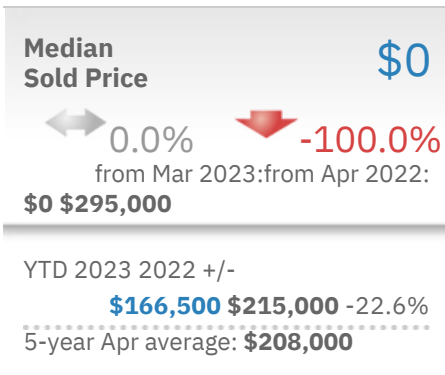 Median
Sold Price
$0
0.0% -100.0%
from Mar 2023:from Apr 2022:
$0 $295,000
YTD 2023 2022 +/-
$166,500 $215,000 -22.6%
5-year Apr average: $208,000